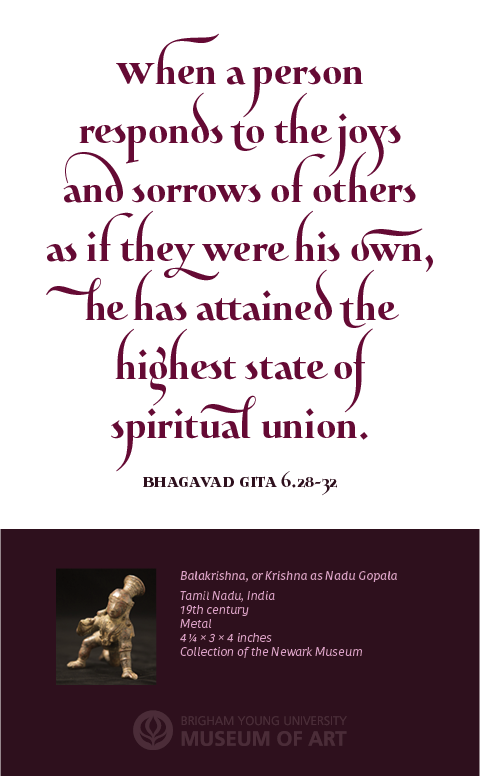 When a person
responds to the joys
and sorrows of others
as if they were his own,
he has attained the
highest state of
spiritual union.
BHAGAVAD GITA 6.28-32
Balakrishna, or Krishna as Nadu Gopala
Tamil Nadu, India
19th century
Metal
4 ¼ × 3 × 4 inches
Collection of the Newark Museum
BRIGHAM YOUNG UNIVERSITY
MUSEUM OF ART